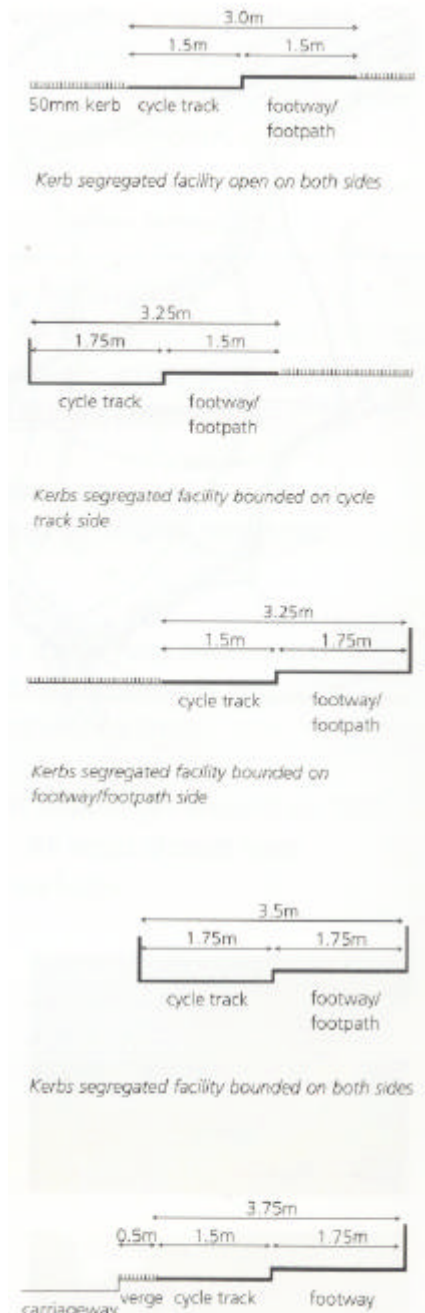 3.0m
1.5m 1.5m
50mm kerb cycle track footway/
footpath
Kerb segregated facility open on both sides
3.25m
1.75m 1.5m
cycle track footway/
footpath
Kerbs segregated facility bounded on cycle
track side
3.25m
1.5m 1.75m
cycle track footway/
footpath
Kerbs segregated facility bounded on
footway/footpath side
3.5m
1.75m 1.75m
cycle track footway/
footpath
Kerbs segregated facility bounded on both sides
3.75m
0.5m 1.5m 1.75m
verge cycle track footway
carriageway